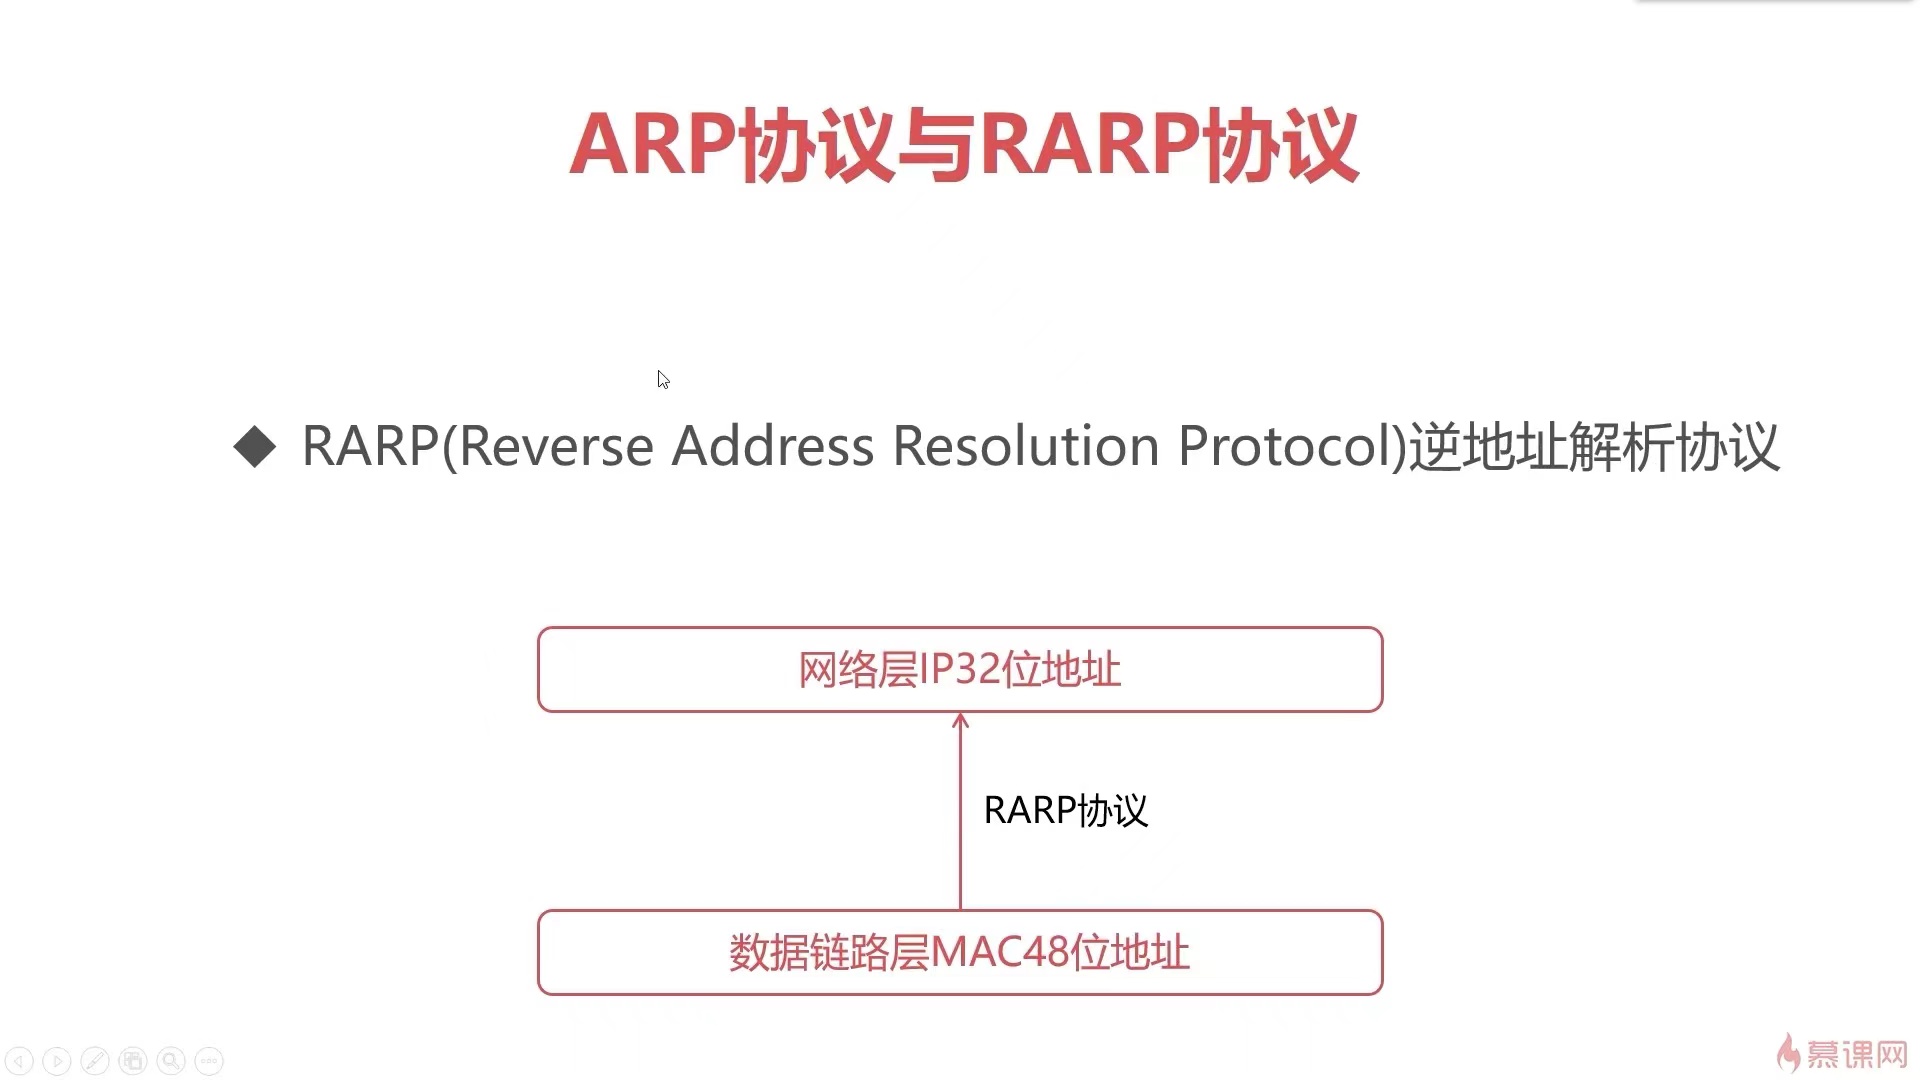 ARP协议与RARP协议
◆ RARP(Reverse Address Resolution Protocol)逆地址解析协议
网络层IP32位地址
RARP协议
数据链路层MAC48位地址
慕课网